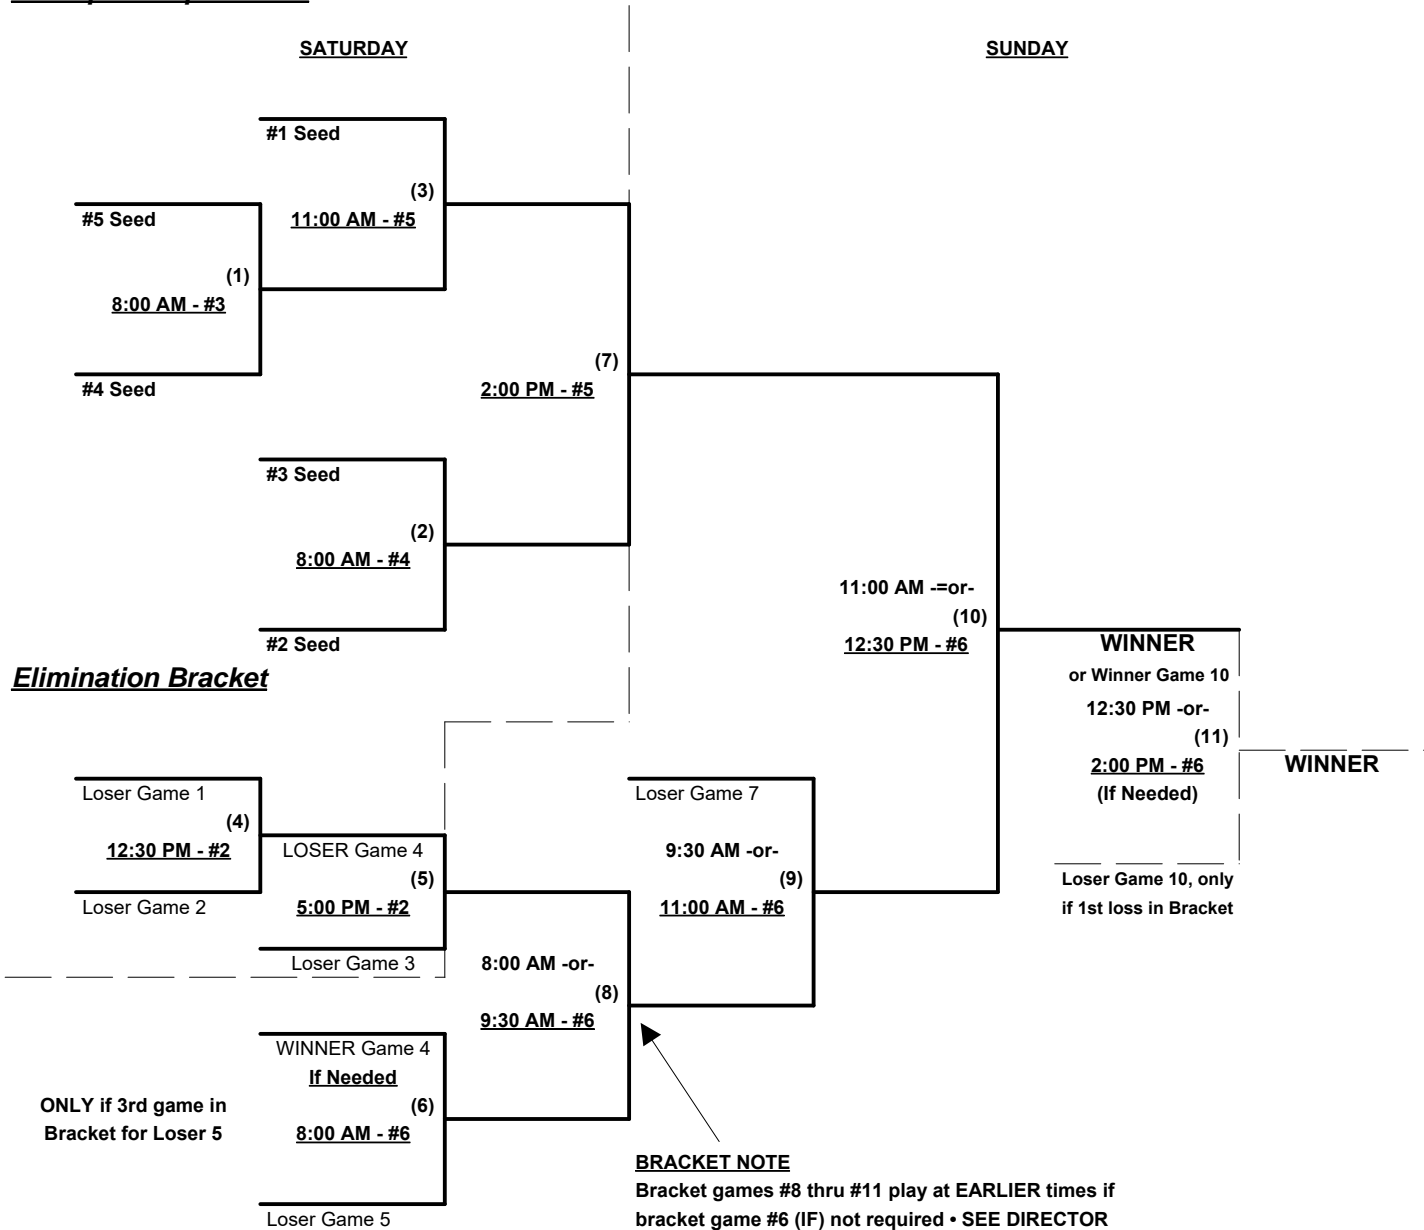 SATURDAY
SUNDAY
#1 Seed
(3)
11:00 AM - #5
#5 Seed
(1)
8:00 AM - #3
#4 Seed
(7)
2:00 PM - #5
#3 Seed
(2)
8:00 AM - #4
#2 Seed
11:00 AM -=or-
(10)
12:30 PM - #6
WINNER
or Winner Game 10
12:30 PM -or-
(11)
2:00 PM - #6
(If Needed)
WINNER
Loser Game 10, only
if 1st loss in Bracket
Elimination Bracket
Loser Game 1
(4)
12:30 PM - #2
Loser Game 2
LOSER Game 4
(5)
5:00 PM - #2
Loser Game 3
Loser Game 7
9:30 AM -or-
(9)
11:00 AM - #6
8:00 AM -or-
(8)
9:30 AM - #6
WINNER Game 4
If Needed
(6)
8:00 AM - #6
Loser Game 5
ONLY if 3rd game in
Bracket for Loser 5
BRACKET NOTE
Bracket games #8 thru #11 play at EARLIER times if
bracket game #6 (IF) not required • SEE DIRECTOR